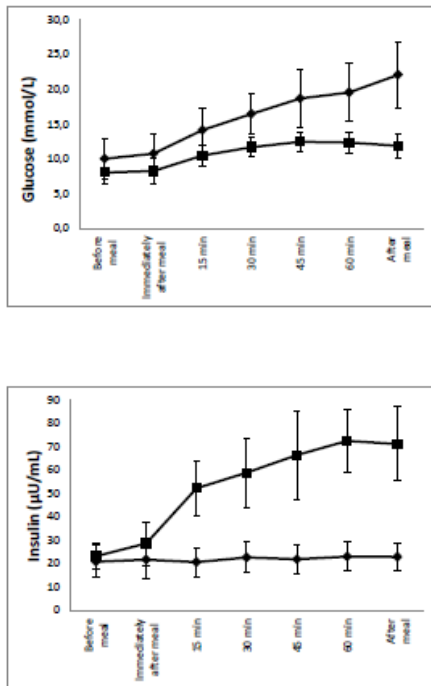 30,0
25,0
20,0
15,0
10,0
5,0
0,0
Glucose (mmol/L)
Before
meal
Immediately
after meal
15 min
30 min
45 min
60 min
After
meal
90
80
70
60
50
40
30
20
10
0
Insulin (µU/mL)
Before
meal
Immediately
after meal
15 min
30 min
45 min
60 min
After
meal